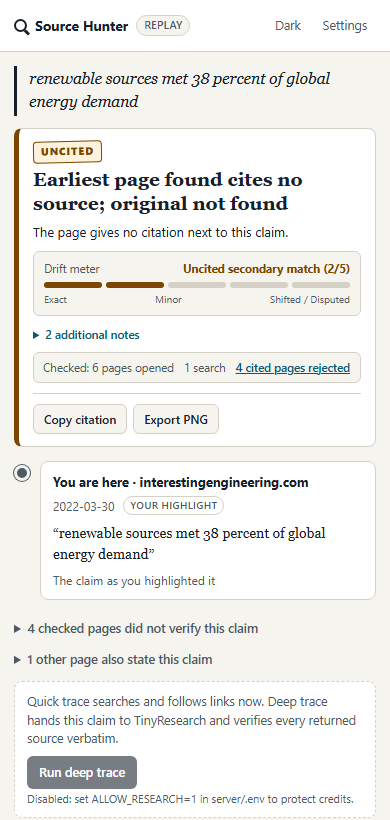 Source Hunter REPLAY Dark Settings
renewable sources met 38 percent of global
energy demand
UNCITED
Earliest page found cites no
source; original not found
The page gives no citation next to this claim.
Drift meter Uncited secondary match (2/5)
Exact Minor Shifted / Disputed
▶ 2 additional notes
Checked: 6 pages opened 1 search 4 cited pages rejected
Copy citation Export PNG
You are here · interestingengineering.com
2022-03-30 YOUR HIGHLIGHT
“renewable sources met 38 percent of global
energy demand”
The claim as you highlighted it
▶ 4 checked pages did not verify this claim
▶ 1 other page also state this claim
Quick trace searches and follows links now. Deep trace
hands this claim to TinyResearch and verifies every returned
source verbatim.
Run deep trace
Disabled: set ALLOW_RESEARCH=1 in server/.env to protect credits.